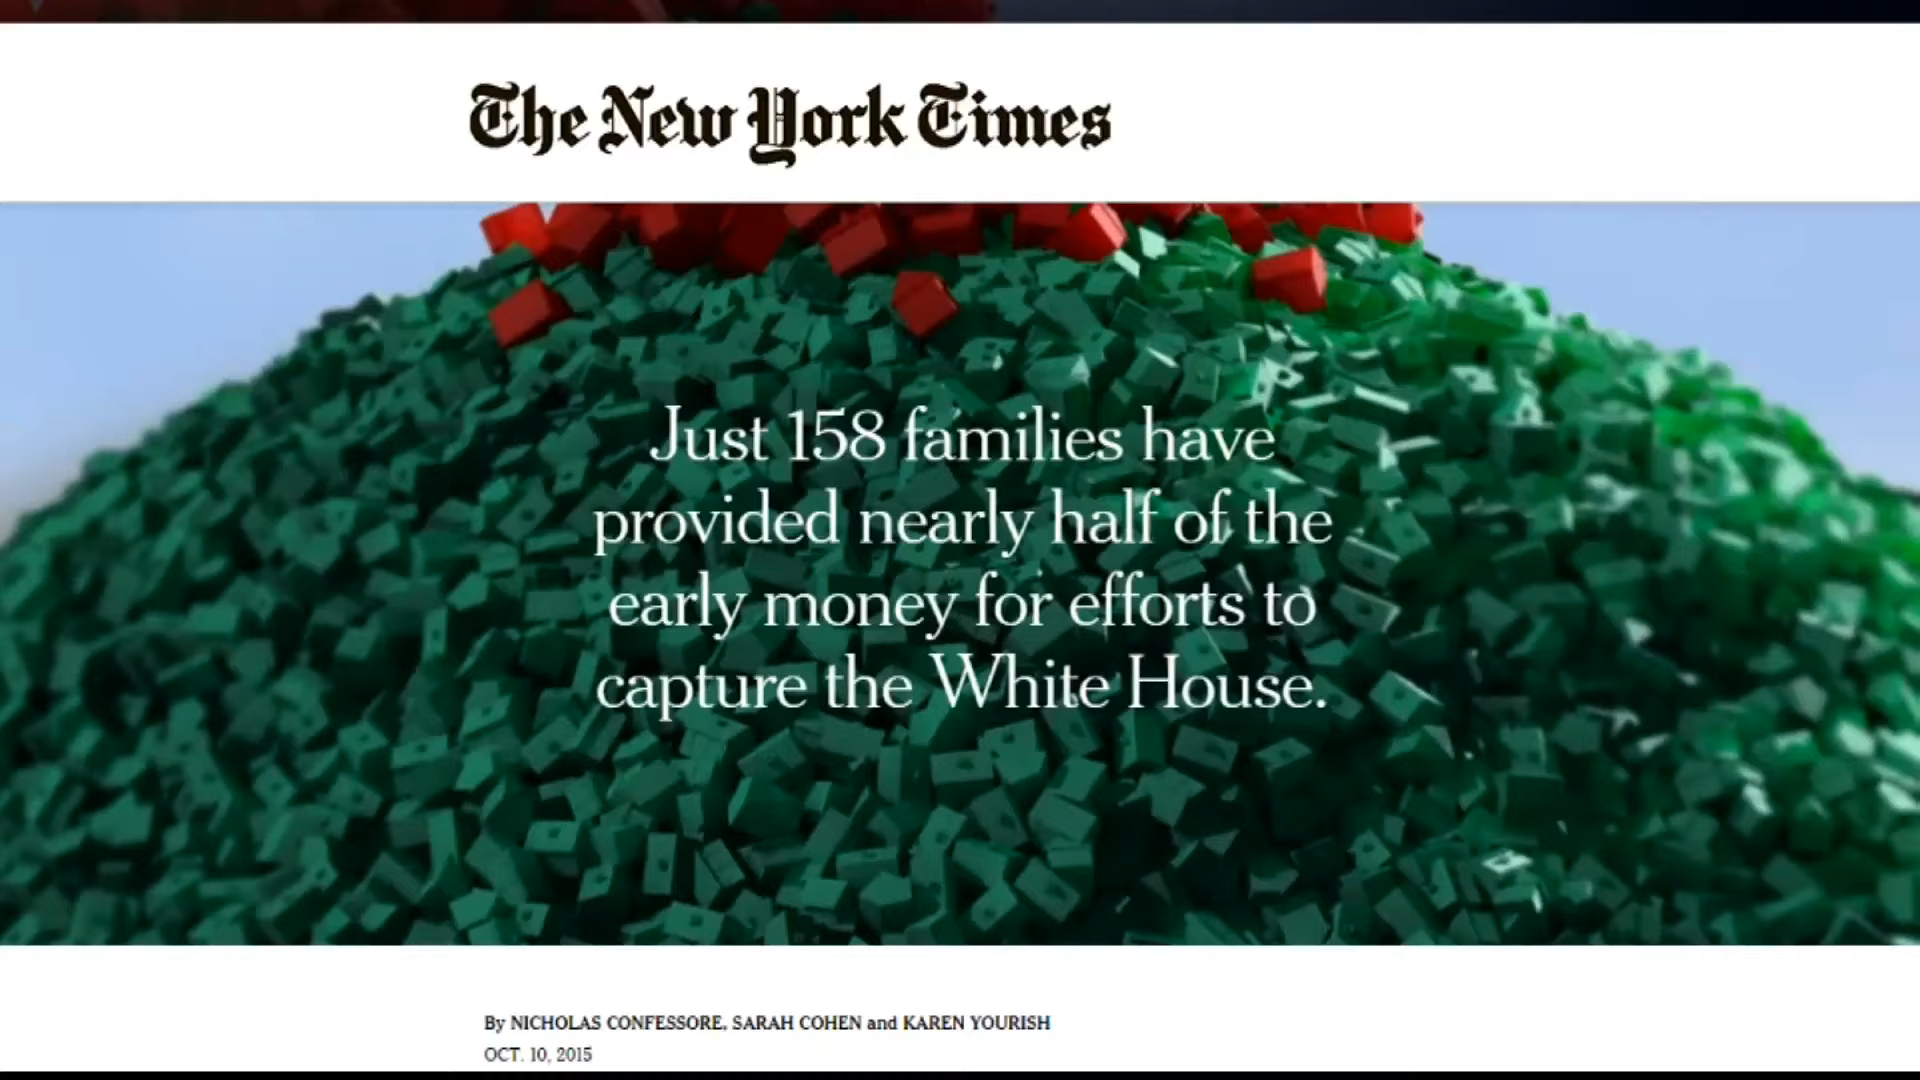 The New York Times
Just 158 families have
provided nearly half of the
early money for efforts to
capture the White House.
By NICHOLAS CONFESSORE, SARAH COHEN and KAREN YOURISH
OCT. 10, 2015